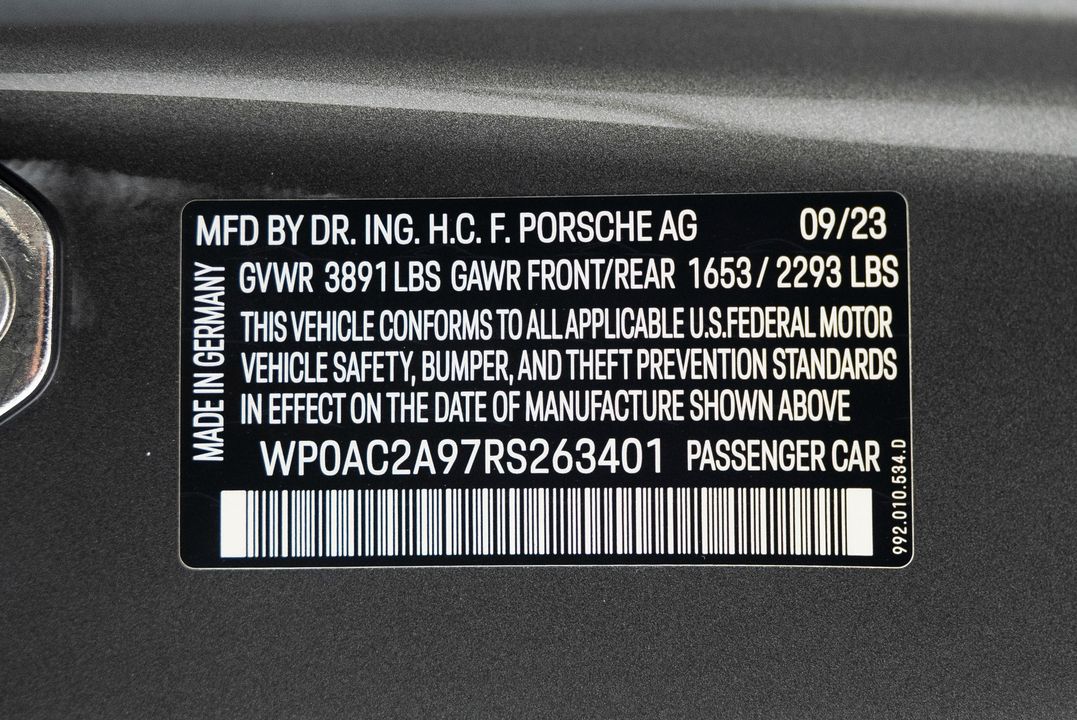 MFD BY DR. ING. H.C. F. PORSCHE AG 09/23
GVWR 3891 LBS GAWR FRONT/REAR 1653 / 2293 LBS
THIS VEHICLE CONFORMS TO ALL APPLICABLE U.S.FEDERAL MOTOR
VEHICLE SAFETY, BUMPER, AND THEFT PREVENTION STANDARDS
IN EFFECT ON THE DATE OF MANUFACTURE SHOWN ABOVE
WP0AC2A97RS263401 PASSENGER CAR
MADE IN GERMANY
992.010.534.D